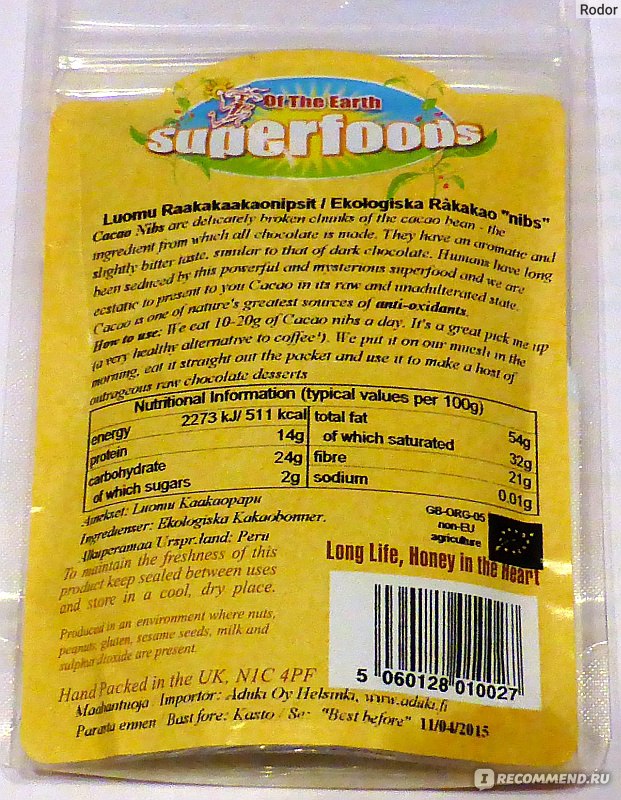 Rodor
Of The Earth
superfoods
Luomu Raakakaakaonipsit / Ekologiska Råkakao "nibs"
Cacao Nibs are delicately broken chunks of the cacao bean - the
ingredient from which all chocolate is made. They have an aromatic and
slightly bitter taste, similar to that of dark chocolate. Humans have long
been seduced by this powerful and mysterious superfood and we are
ecstatic to present to you Cacao in its raw and unadulterated state.
Cacao is one of nature's greatest sources of anti-oxidants.
How to use: We eat 10-20g of Cacao nibs a day. It's a great pick me up
(a very healthy alternative to coffee!). We put it on our muesli in the
morning, eat it straight out the packet and use it to make a host of
outrageous raw chocolate desserts
Nutritional Information (typical values per 100g)
energy 2273 kJ/ 511 kcal total fat 54g
protein 14g of which saturated 32g
carbohydrate 24g fibre 21g
of which sugars 2g sodium 0.01g
Ainekset: Luomu Kaakaopapu
Ingredienser: Ekologiska Kakaobonner.
Alkuperamaa Urspr.land: Peru
GB-ORG-05
non-EU
agriculture
To maintain the freshness of this
product keep sealed between uses
and store in a cool, dry place.
Long Life, Honey in the Heart
Produced in an environment where nuts,
peanuts, gluten, sesame seeds, milk and
sulphur dioxide are present.
5 060128 010027
Hand Packed in the UK, N1C 4PF
Maahantuoja Importor: Aduki Oy Helsinki, www.aduki.fi
Parasta ennen Bast fore: Kasto / Se: "Best before" 11/04/2015
IRECOMMEND.RU